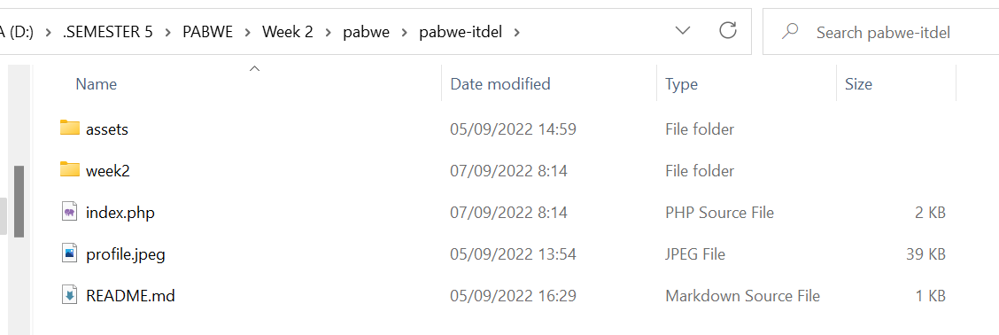 A (D:) > .SEMESTER 5 > PABWE > Week 2 > pabwe > pabwe-itdel > Search pabwe-itdel
Name Date modified Type Size
assets 05/09/2022 14:59 File folder
week2 07/09/2022 8:14 File folder
index.php 07/09/2022 8:14 PHP Source File 2 KB
profile.jpeg 05/09/2022 13:54 JPEG File 39 KB
README.md 05/09/2022 16:29 Markdown Source File 1 KB